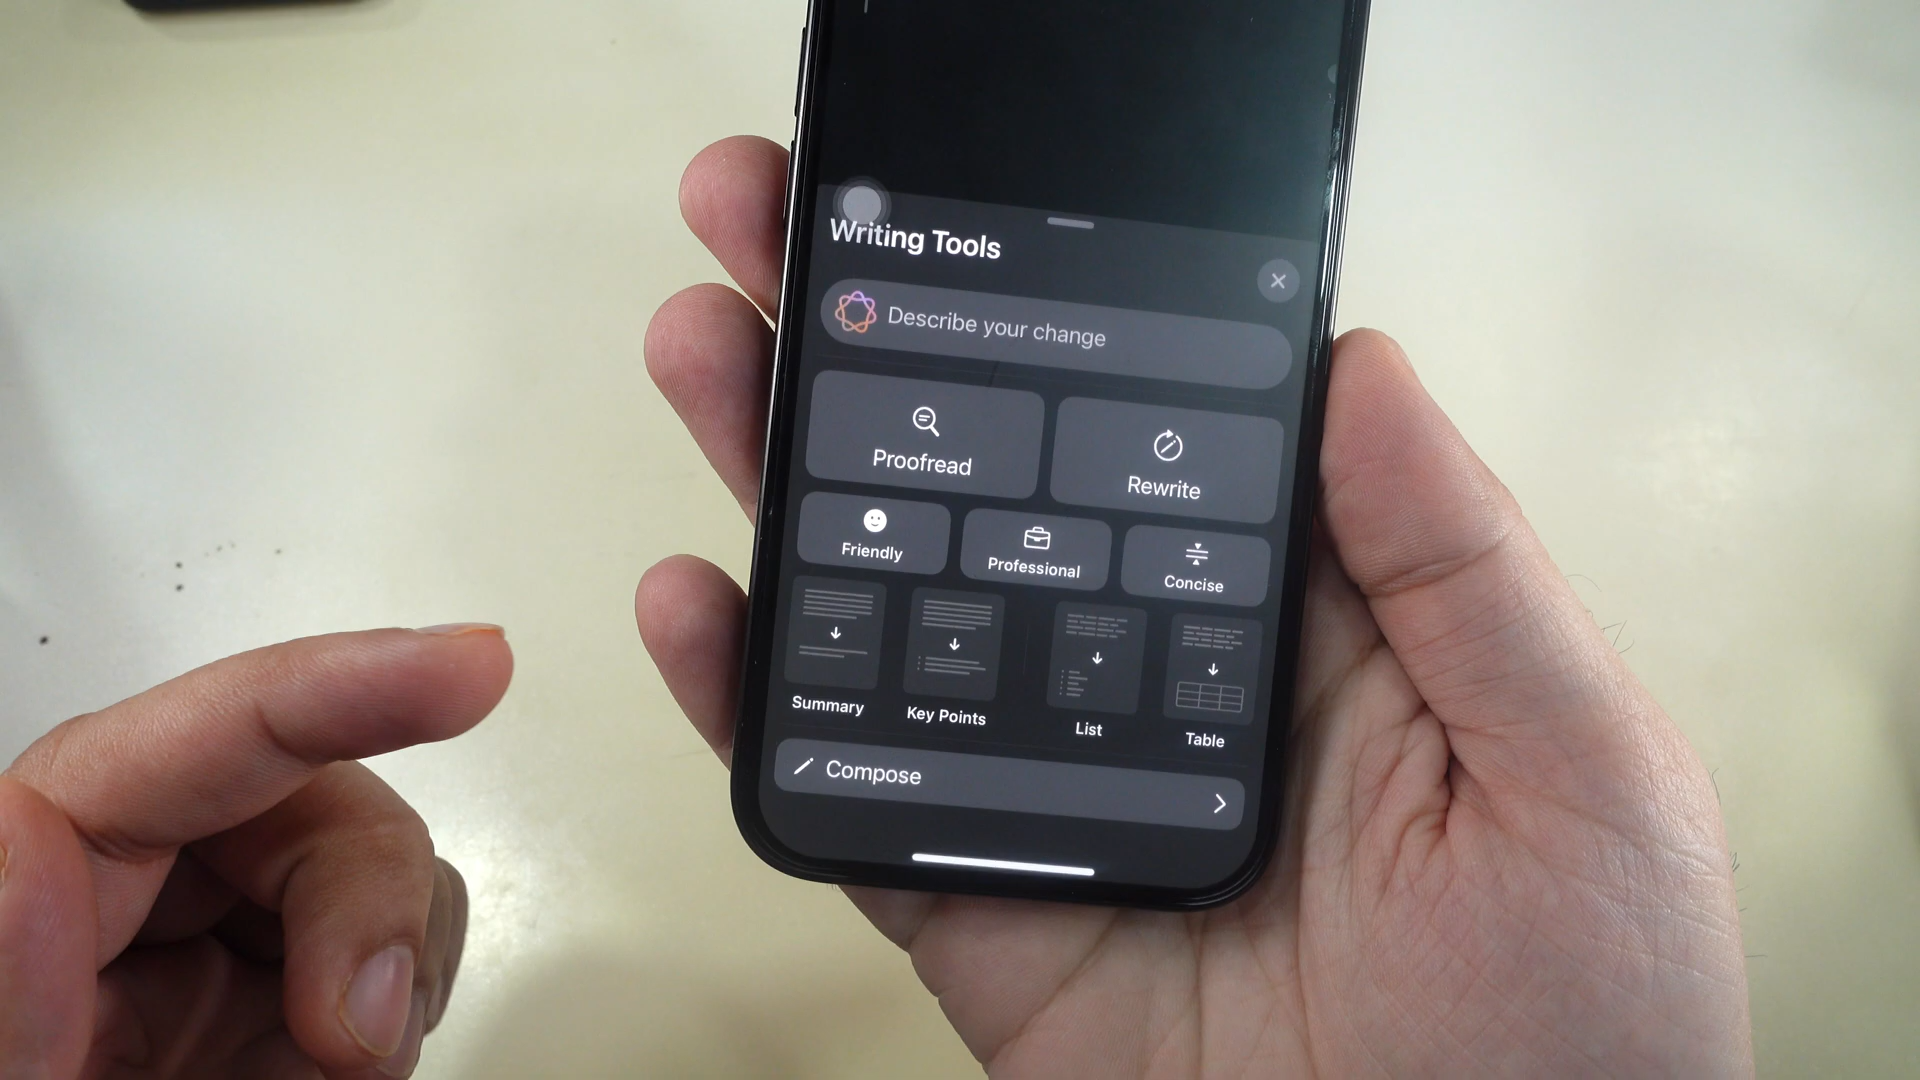 Writing Tools
Describe your change
Proofread
Rewrite
Friendly
Professional
Concise
Summary
Key Points
List
Table
Compose